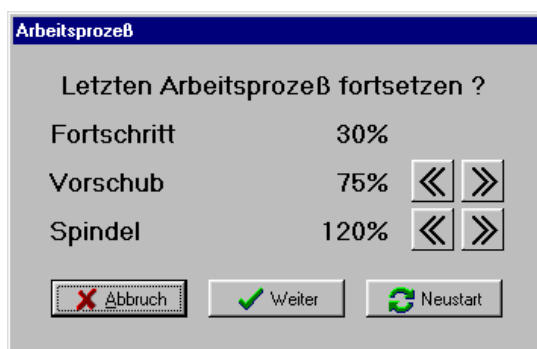 Arbeitsprozeß
Letzten Arbeitsprozeß fortsetzen ?
Fortschritt 30%
Vorschub 75%
Spindel 120%
Abbruch Weiter Neustart